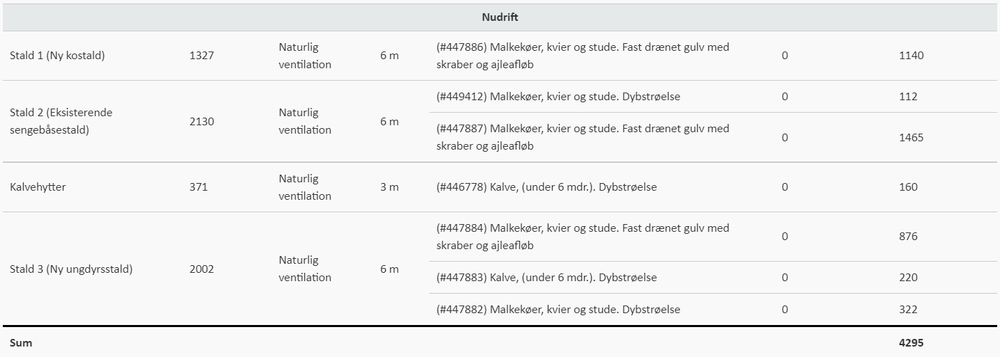 Nudrift
Stald 1 (Ny kostald) 1327 Naturlig ventilation 6 m (#447886) Malkekøer, kvier og stude. Fast drænet gulv med skraber og ajleafløb 0 1140
Stald 2 (Eksisterende sengebåsestald) 2130 Naturlig ventilation 6 m (#449412) Malkekøer, kvier og stude. Dybstrøelse 0 112
(#447887) Malkekøer, kvier og stude. Fast drænet gulv med skraber og ajleafløb 0 1465
Kalvehytter 371 Naturlig ventilation 3 m (#446778) Kalve, (under 6 mdr.). Dybstrøelse 0 160
Stald 3 (Ny ungdyrsstald) 2002 Naturlig ventilation 6 m (#447884) Malkekøer, kvier og stude. Fast drænet gulv med skraber og ajleafløb 0 876
(#447883) Kalve, (under 6 mdr.). Dybstrøelse 0 220
(#447882) Malkekøer, kvier og stude. Dybstrøelse 0 322
Sum 4295